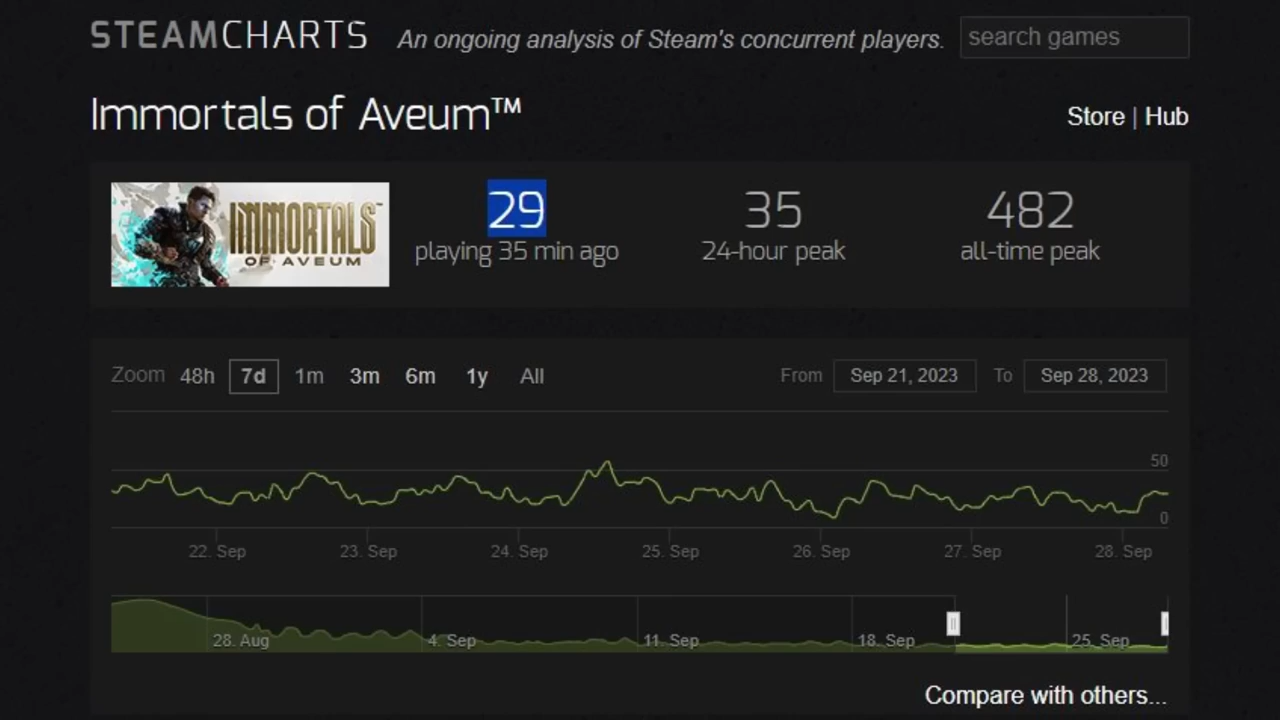 STEAMCHARTS An ongoing analysis of Steam's concurrent players. search games
Immortals of Aveum™ Store | Hub
IMMORTALS™
OF AVEUM
29 35 482
playing 35 min ago 24-hour peak all-time peak
Zoom 48h 7d 1m 3m 6m 1y All From Sep 21, 2023 To Sep 28, 2023
50
0
22. Sep 23. Sep 24. Sep 25. Sep 26. Sep 27. Sep 28. Sep
28. Aug 4. Sep 11. Sep 18. Sep 25. Sep
Compare with others...